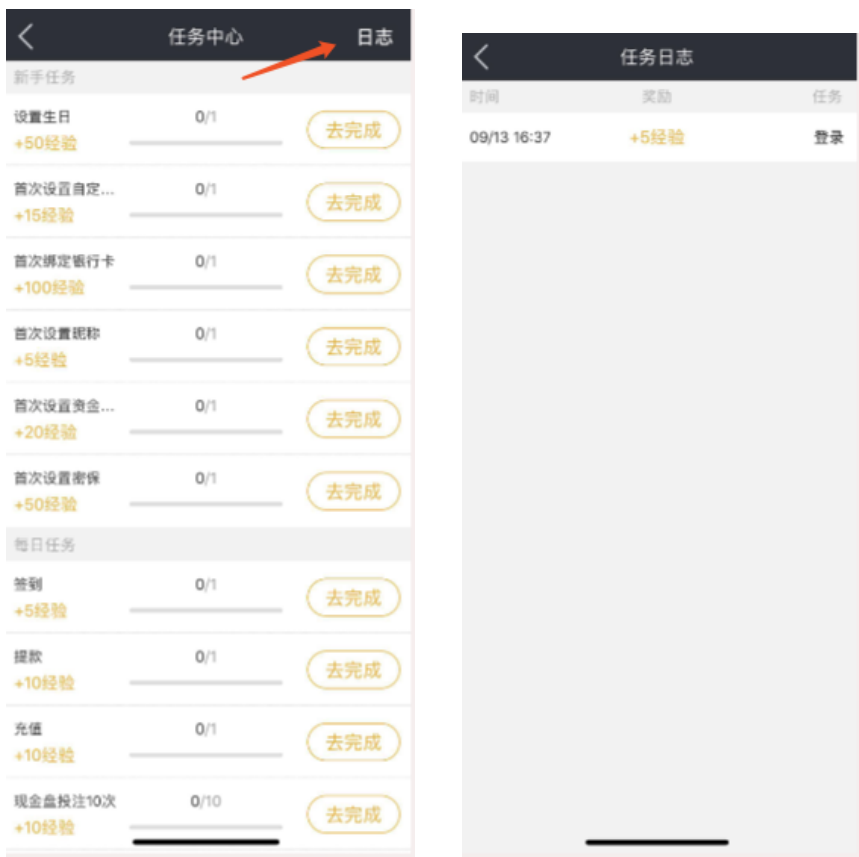 任务中心
日志
新手任务
设置生日
0/1
+50经验
去完成
首次设置自定...
0/1
+15经验
去完成
首次绑定银行卡
0/1
+100经验
去完成
首次设置昵称
0/1
+5经验
去完成
首次设置资金...
0/1
+20经验
去完成
首次设置密保
0/1
+50经验
去完成
每日任务
签到
0/1
+5经验
去完成
提款
0/1
+10经验
去完成
充值
0/1
+10经验
去完成
现金盘投注10次
0/10
+10经验
去完成
任务日志
时间 奖励 任务
09/13 16:37 +5经验 登录